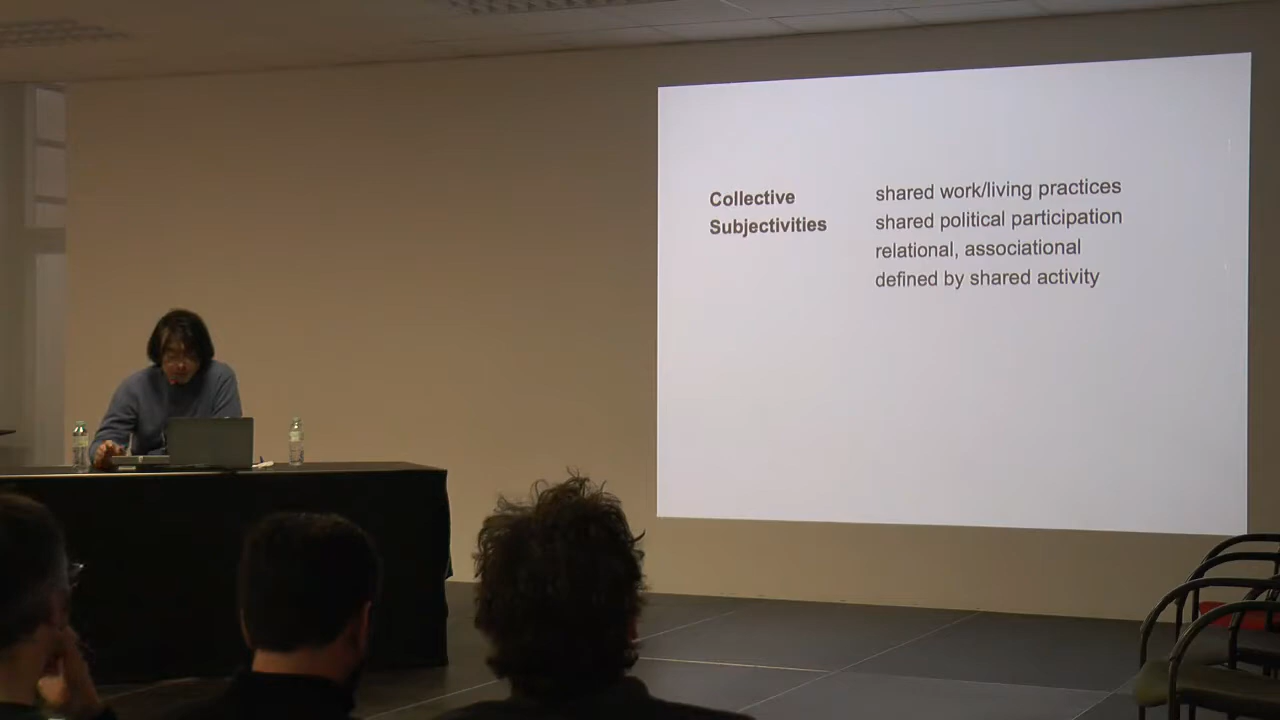 Collective
Subjectivities
shared work/living practices
shared political participation
relational, associational
defined by shared activity